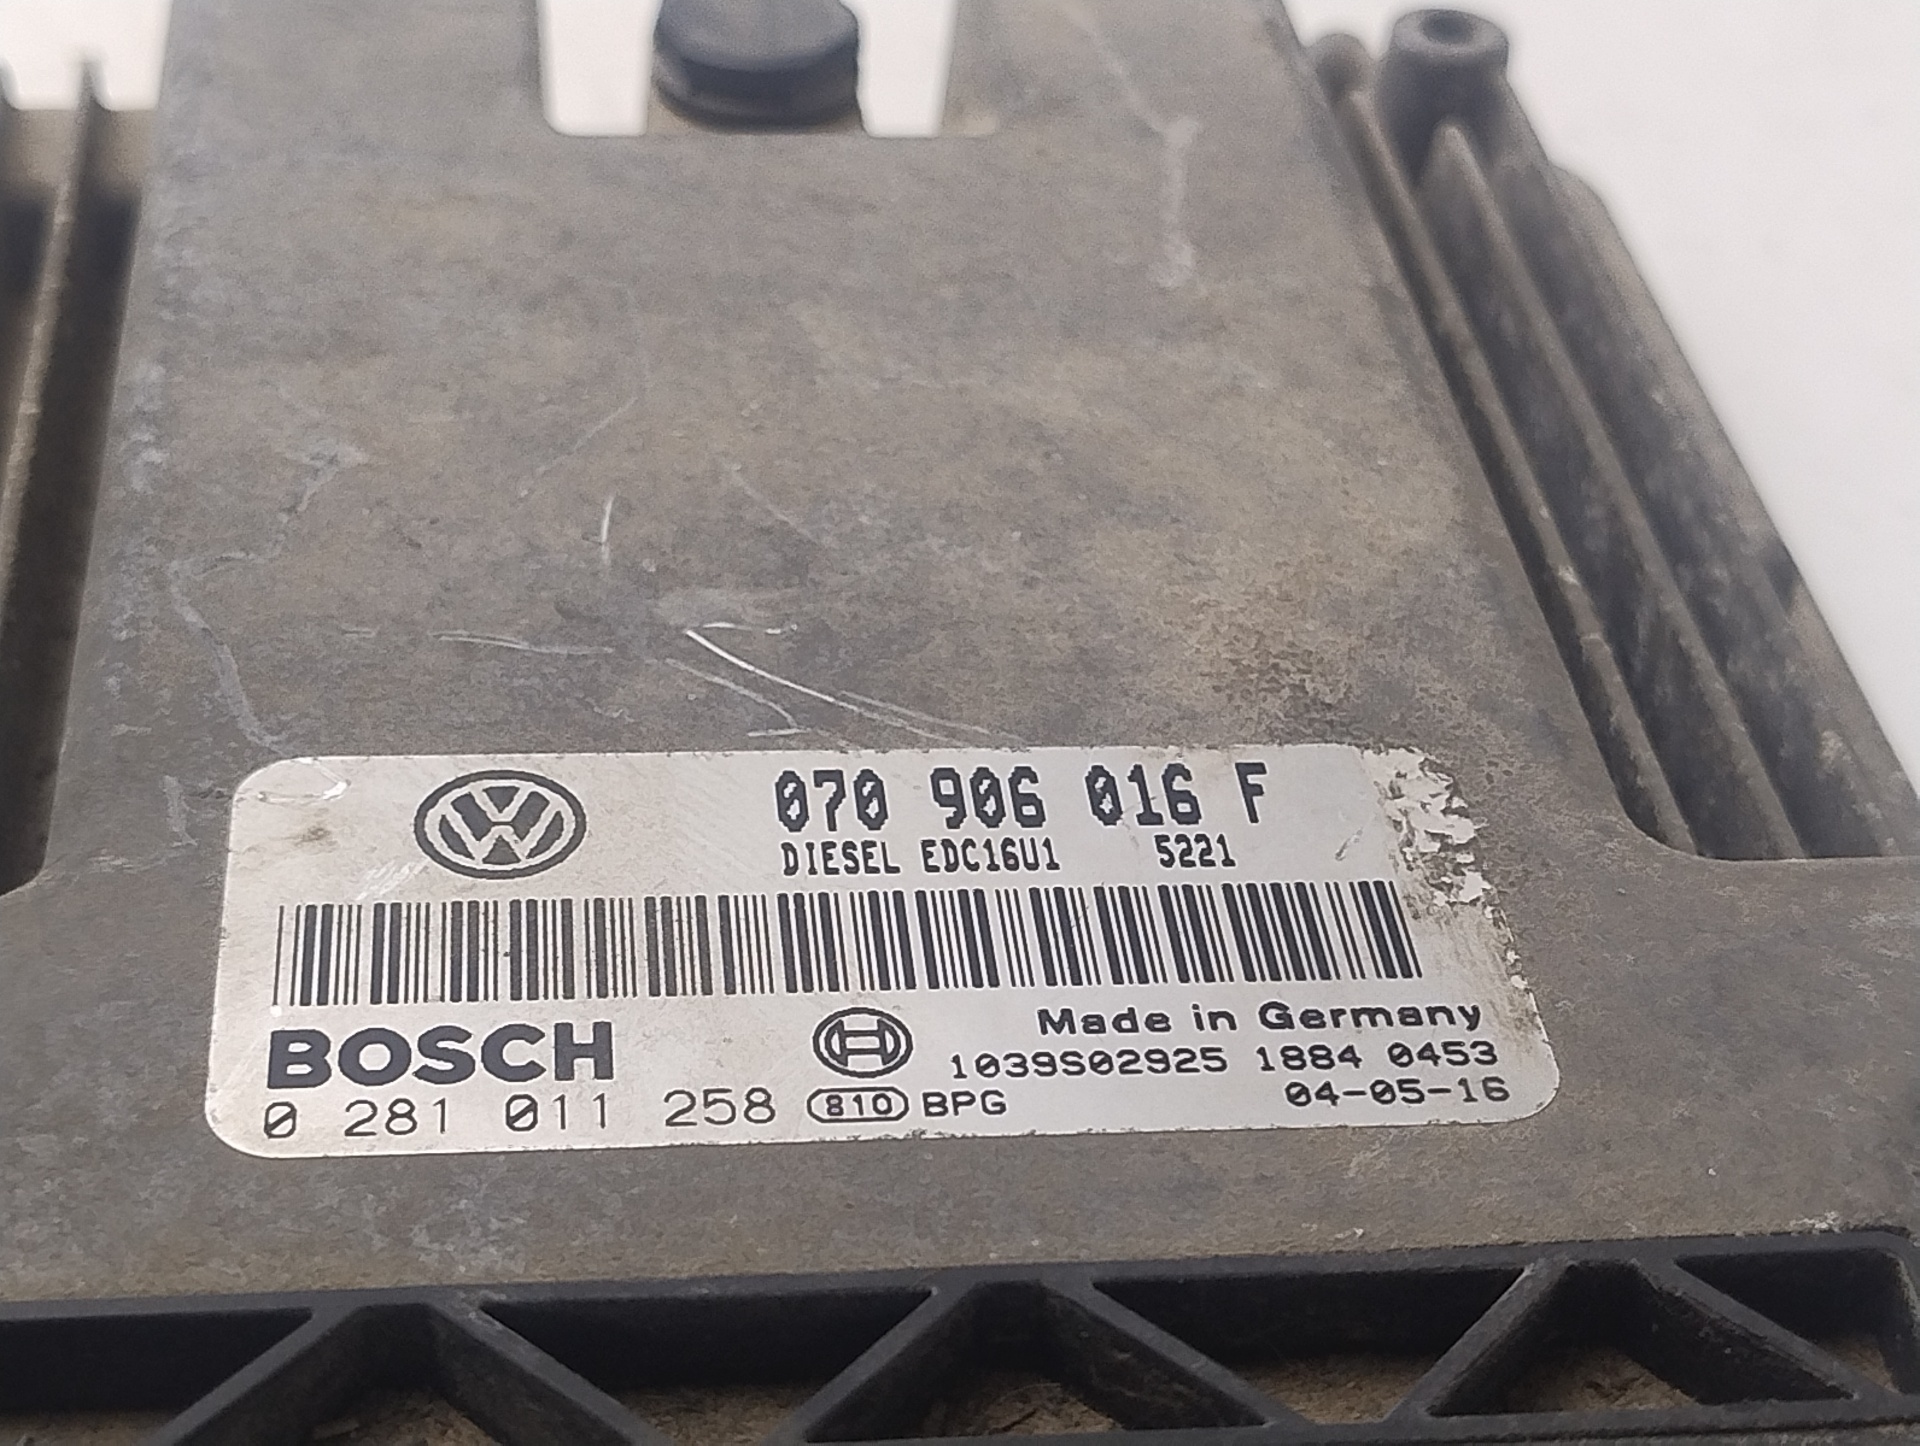 VW
070 906 016 F
DIESEL EDC16U1 5221
BOSCH
Made in Germany
1039S02925 1884 0453
0 281 011 258 810 BPG 04-05-16